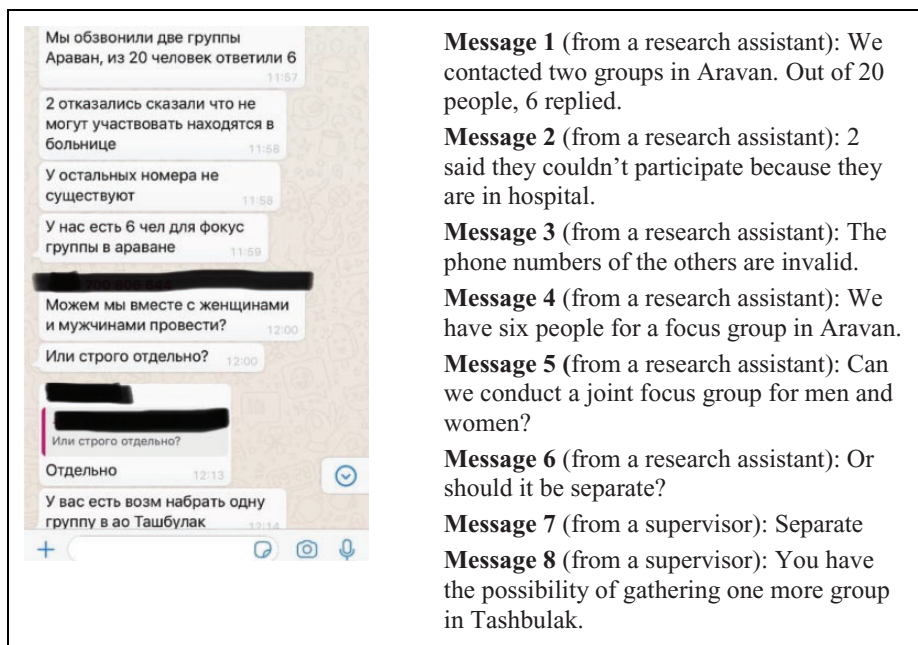 Мы обзвонили две группы
Араван, из 20 человек ответили 6
11:57
2 отказались сказали что не
могут участвовать находятся в
больнице
11:58
У остальных номера не
существуют
11:58
У нас есть 6 чел для фокус
группы в араване
11:59
Можем мы вместе с женщинами
и мужчинами провести?
12:00
Или строго отдельно?
12:00
Или строго отдельно?
Отдельно
12:13
У вас есть возм набрать одну
группу в ао Ташбулак
12:14
Message 1 (from a research assistant): We
contacted two groups in Aravan. Out of 20
people, 6 replied.
Message 2 (from a research assistant): 2
said they couldn’t participate because they
are in hospital.
Message 3 (from a research assistant): The
phone numbers of the others are invalid.
Message 4 (from a research assistant): We
have six people for a focus group in Aravan.
Message 5 (from a research assistant): Can
we conduct a joint focus group for men and
women?
Message 6 (from a research assistant): Or
should it be separate?
Message 7 (from a supervisor): Separate
Message 8 (from a supervisor): You have
the possibility of gathering one more group
in Tashbulak.